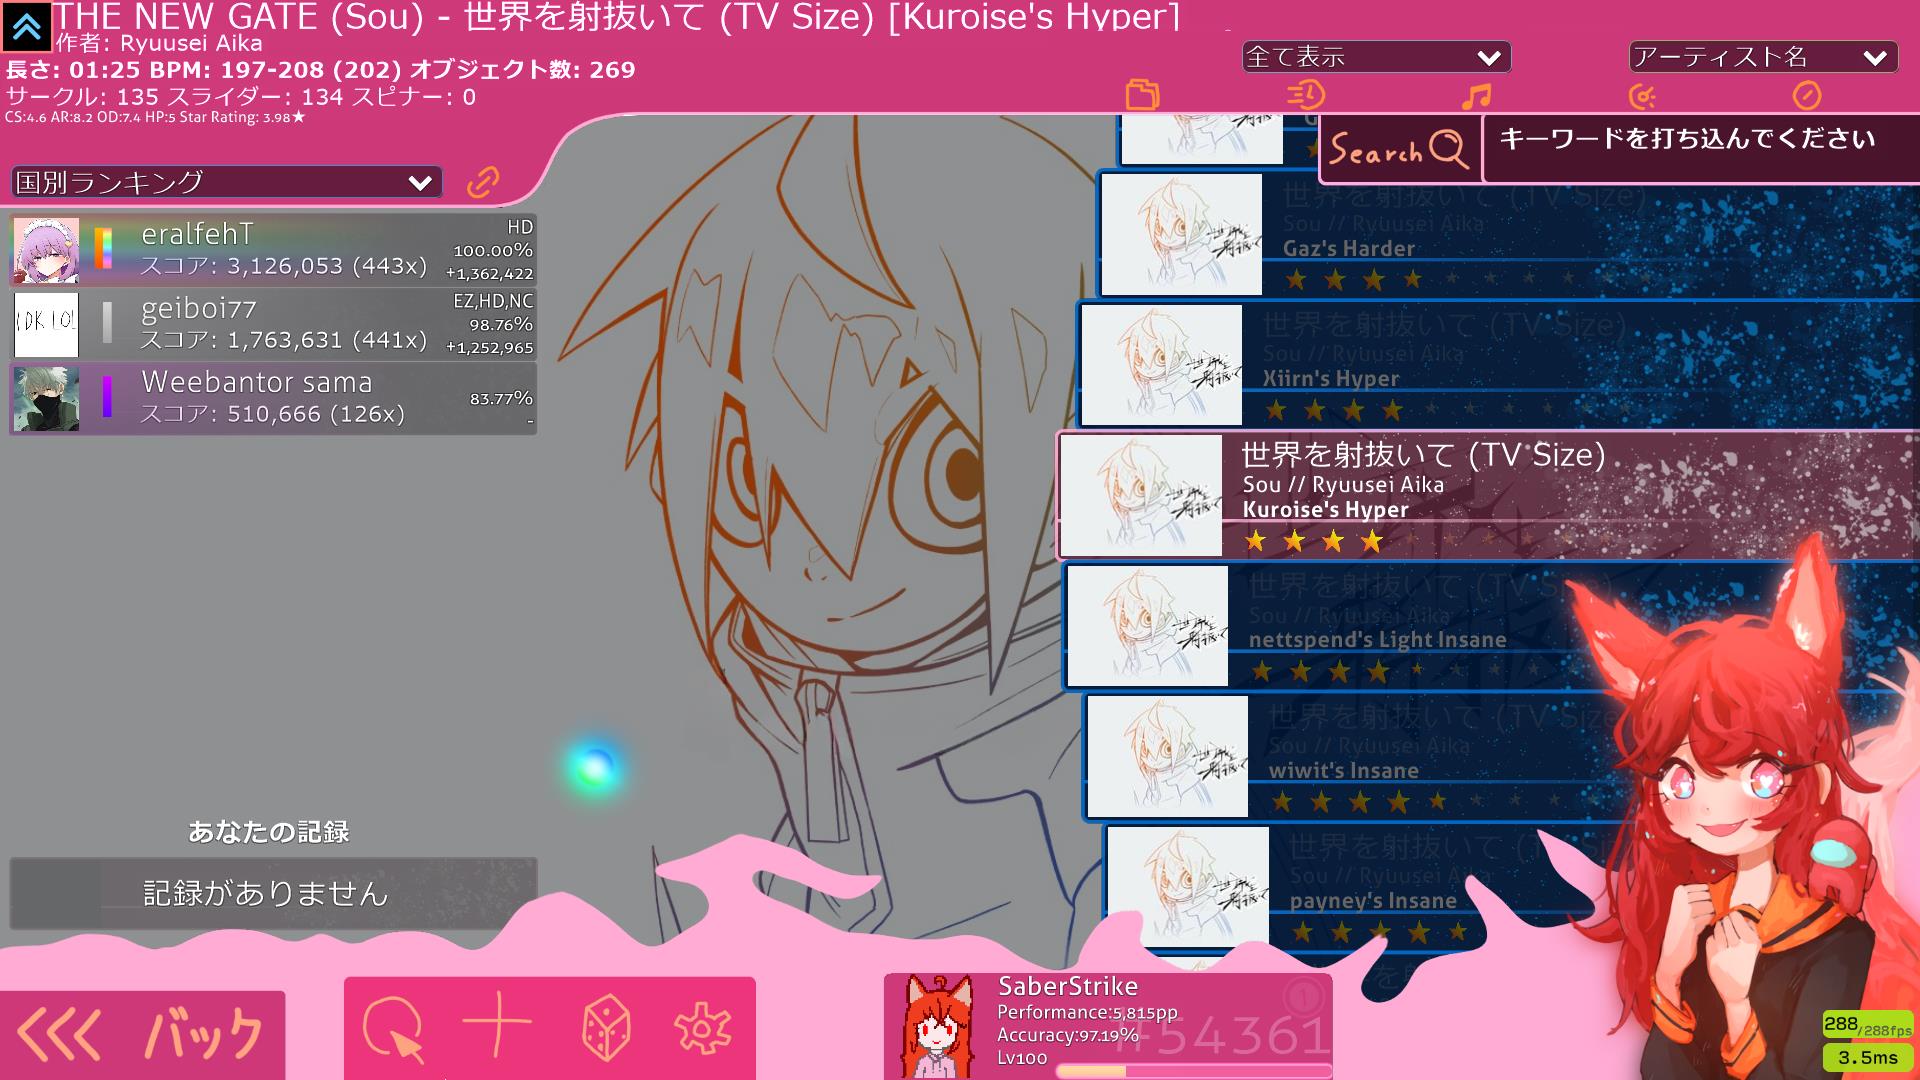 THE NEW GATE (Sou) - 世界を射抜いて (TV Size) [Kuroise's Hyper]
作者: Ryuusei Aika
長さ: 01:25 BPM: 197-208 (202) オブジェクト数: 269
サークル: 135 スライダー: 134 スピナー: 0
CS:4.6 AR:8.2 OD:7.4 HP:5 Star Rating: 3.98★
全て表示
アーティスト名
Search
キーワードを打ち込んでください
国別ランキング
eralfehT
スコア: 3,126,053 (443x)
HD
100.00%
+1,362,422
IDK LOL
geiboi77
スコア: 1,763,631 (441x)
EZ,HD,NC
98.76%
+1,252,965
Weebantor sama
スコア: 510,666 (126x)
83.77%
-
あなたの記録
記録がありません
世界を射抜いて (TV Size)
Sou // Ryuusei Aika
Gaz's Harder
世界を射抜いて (TV Size)
Sou // Ryuusei Aika
Xiirn's Hyper
世界を射抜いて (TV Size)
Sou // Ryuusei Aika
Kuroise's Hyper
世界を射抜いて (TV S
Sou // Ryuusei Aika
nettspend's Light Insane
世界を射抜いて (TV Size
Sou // Ryuusei Aika
wiwit's Insane
世界を射抜いて
Sou // Ryuusei Aika
payney's Insane
バック
SaberStrike
Performance:5,815pp
Accuracy:97.19%
Lv100
#54361
288/288fps
3.5ms